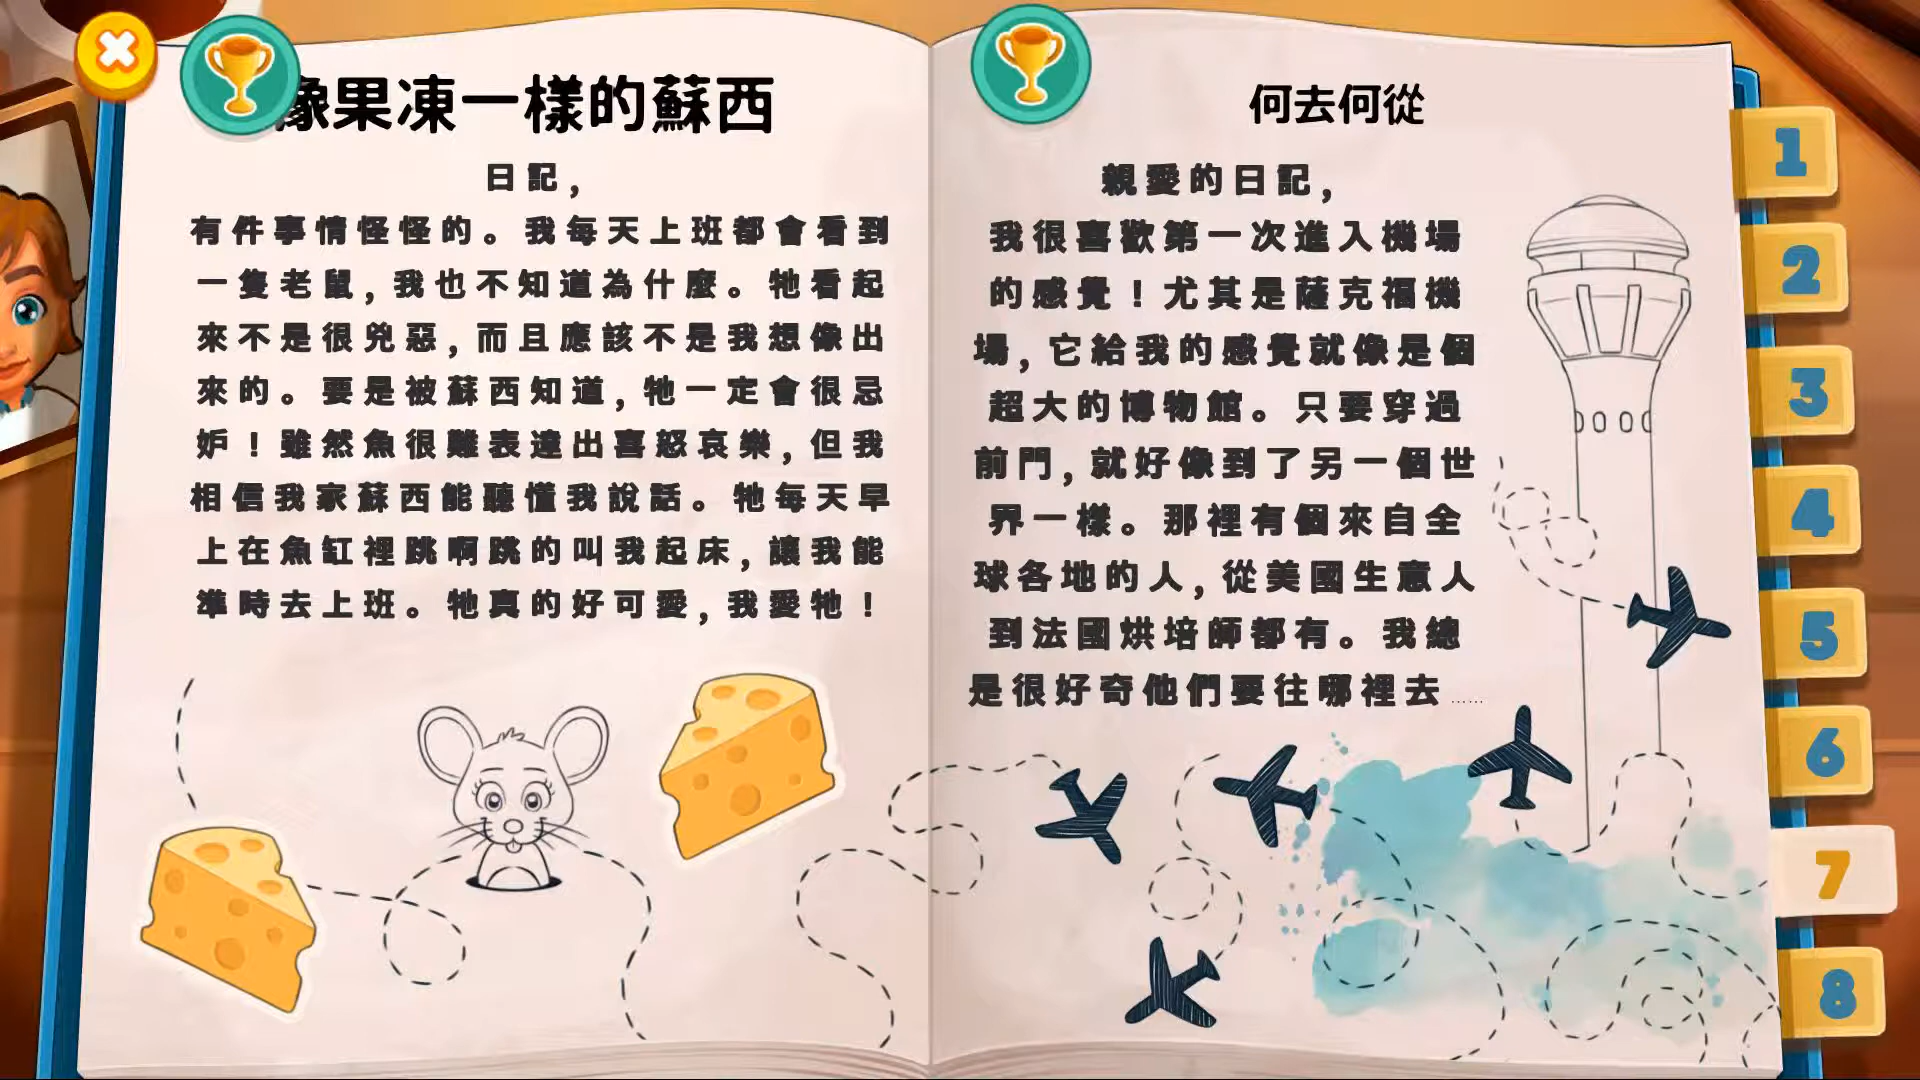 像果凍一樣的蘇西
日記,
有件事情怪怪的。我每天上班都會看到
一隻老鼠,我也不知道為什麼。牠看起
來不是很兇惡,而且應該不是我想像出
來的。要是被蘇西知道,牠一定會很忌
妒！雖然魚很難表達出喜怒哀樂,但我
相信我家蘇西能聽懂我說話。牠每天早
上在魚缸裡跳啊跳的叫我起床,讓我能
準時去上班。牠真的好可愛,我愛牠！
何去何從
親愛的日記,
我很喜歡第一次進入機場
的感覺！尤其是薩克福機
場,它給我的感覺就像是個
超大的博物館。只要穿過
前門,就好像到了另一個世
界一樣。那裡有個來自全
球各地的人,從美國生意人
到法國烘培師都有。我總
是很好奇他們要往哪裡去……
1
2
3
4
5
6
7
8